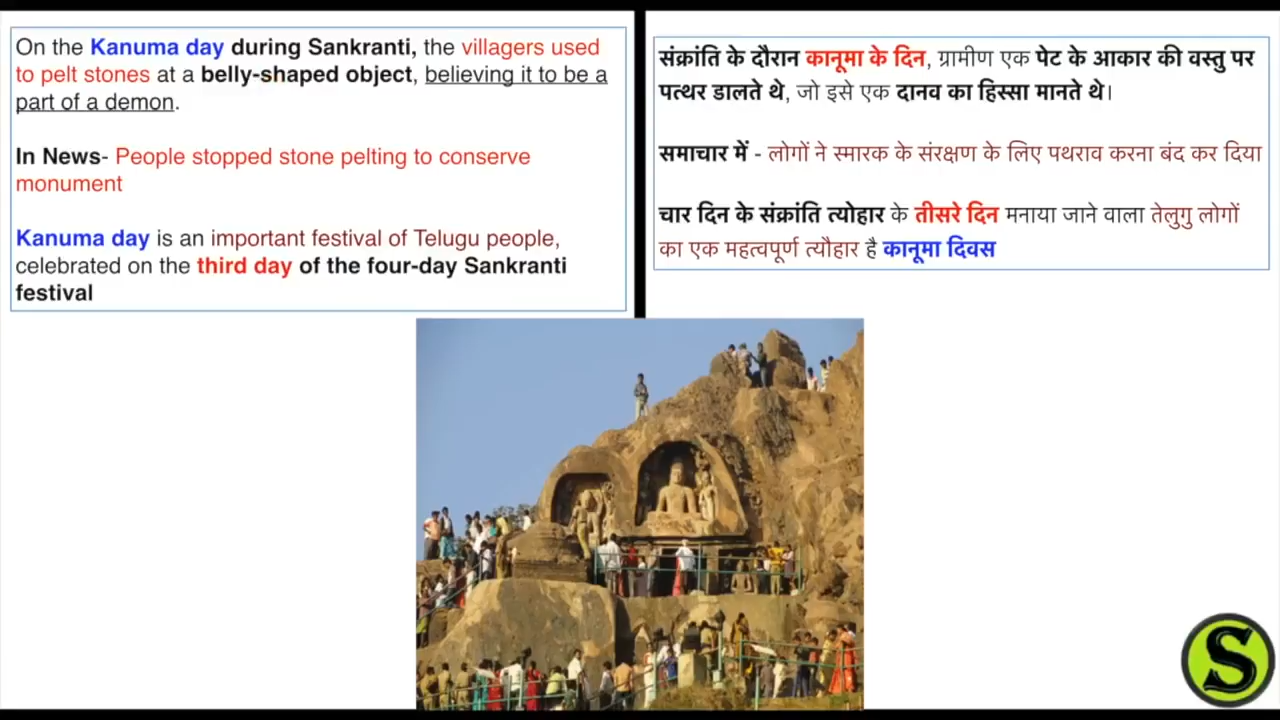 On the Kanuma day during Sankranti, the villagers used
to pelt stones at a belly-shaped object, believing it to be a
part of a demon.
In News- People stopped stone pelting to conserve
monument
Kanuma day is an important festival of Telugu people,
celebrated on the third day of the four-day Sankranti
festival
संक्रांति के दौरान कानूमा के दिन, ग्रामीण एक पेट के आकार की वस्तु पर
पत्थर डालते थे, जो इसे एक दानव का हिस्सा मानते थे।
समाचार में - लोगों ने स्मारक के संरक्षण के लिए पथराव करना बंद कर दिया
चार दिन के संक्रांति त्योहार के तीसरे दिन मनाया जाने वाला तेलुगु लोगों
का एक महत्वपूर्ण त्यौहार है कानूमा दिवस
S